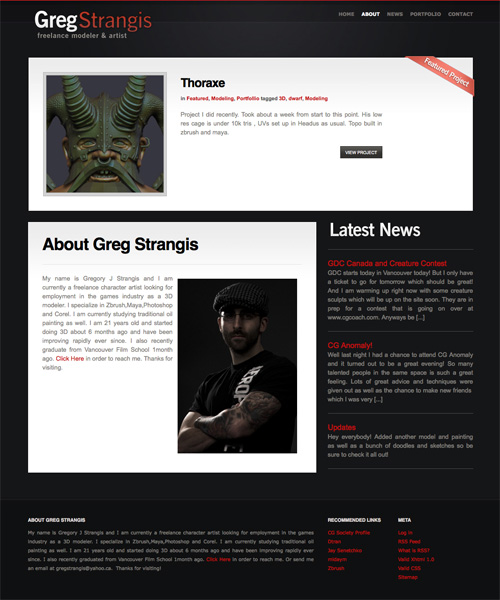 GregStrangis
freelance modeler & artist
HOME ABOUT NEWS PORTFOLIO CONTACT
Featured Project
Thoraxe
in Featured, Modeling, Portfolio tagged 3D, dwarf, Modeling
Project I did recently. Took about a week from start to this point. His low
res cage is under 10k tris , UVs set up in Headus as usual. Topo built in
zbrush and maya.
VIEW PROJECT
About Greg Strangis
My name is Gregory J Strangis and I am
currently a freelance character artist looking for
employment in the games industry as a 3D
modeler. I specialize in Zbrush,Maya,Photoshop
and Corel. I am currently studying traditional oil
painting as well. I am 21 years old and started
doing 3D about 6 months ago and have been
improving rapidly ever since. I also recently
graduate from Vancouver Film School 1month
ago. Click Here in order to reach me. Thanks for
visiting.
Latest News
GDC Canada and Creature Contest
GDC starts today in Vancouver today! But I only have
a ticket to go for tomorrow which should be great!
And I am warming up right now with some creature
sculpts which will be up on the site soon. They are in
prep for a contest that is going on over at
www.cgcoach.com. Anyways be [...]
CG Anomaly!
Well last night I had a chance to attend CG Anomaly
and it turned out to be a great evening! So many
talented people in the same space is such a great
feeling. Lots of great advice and techniques were
given out as well as the chance to make new friends
which I was very [...]
Updates
Hey everybody! Added another model and painting
as well as a bunch of doodles and sketches so be
sure to check it all out!
ABOUT GREG STRANGIS
My name is Gregory J Strangis and I am currently a freelance character artist looking for employment in the games
industry as a 3D modeler. I specialize in Zbrush,Maya,Photoshop and Corel. I am currently studying traditional oil
painting as well. I am 21 years old and started doing 3D about 6 months ago and have been improving rapidly ever
since. I also recently graduated from Vancouver Film School 1month ago. Click Here in order to reach me. Or send me
an email at gregstrangis@yahoo.ca. Thanks for visiting!
RECOMMENDED LINKS
CG Society Profile
Jay Senetchko
Zbrush
META
Log in
RSS Feed
What is RSS?
Valid Xhtml 1.0
Valid CSS
Sitemap